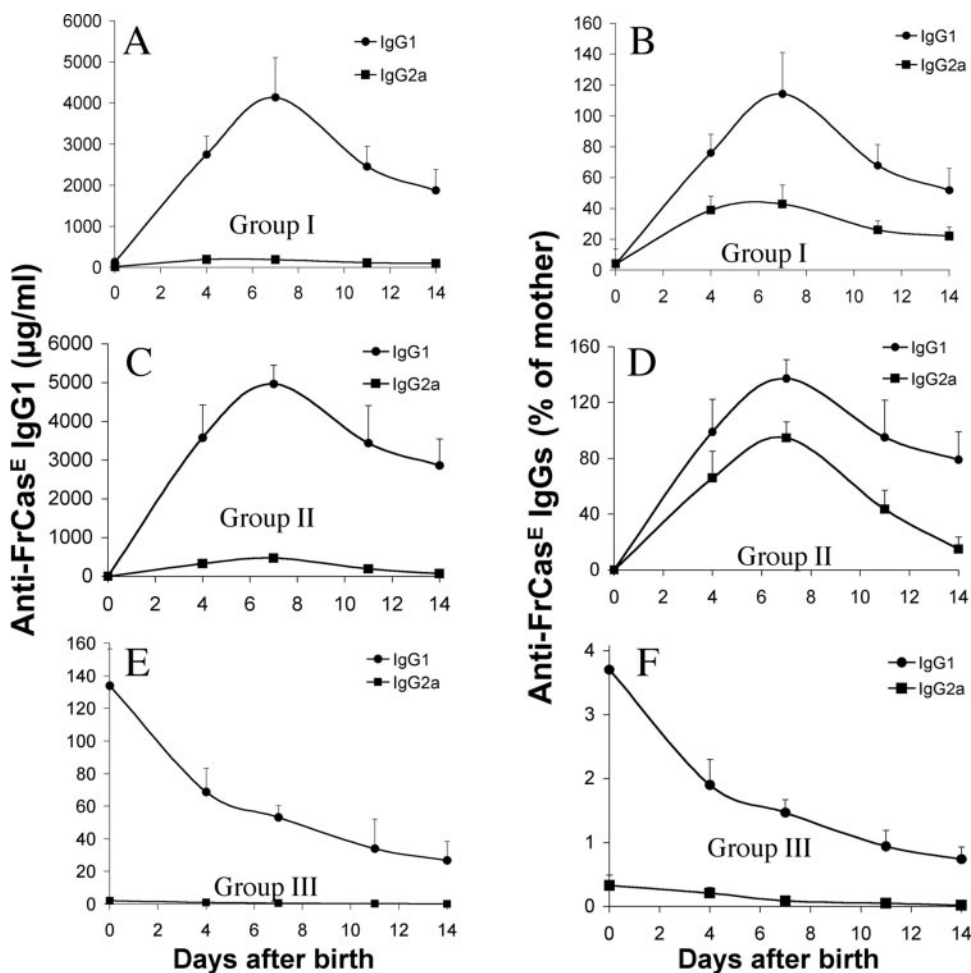 Anti-FrCasᴱ IgG1 (µg/ml)
A
IgG1
IgG2a
6000
5000
4000
3000
2000
1000
0
Group I
0 2 4 6 8 10 12 14
C
IgG1
IgG2a
6000
5000
4000
3000
2000
1000
0
Group II
0 2 4 6 8 10 12 14
E
IgG1
IgG2a
160
140
120
100
80
60
40
20
0
Group III
0 2 4 6 8 10 12 14
Days after birth
Anti-FrCasᴱ IgGs (% of mother)
B
IgG1
IgG2a
160
140
120
100
80
60
40
20
0
Group I
0 2 4 6 8 10 12 14
D
IgG1
IgG2a
160
120
80
40
0
Group II
0 2 4 6 8 10 12 14
F
IgG1
IgG2a
4
3
2
1
0
Group III
0 2 4 6 8 10 12 14
Days after birth